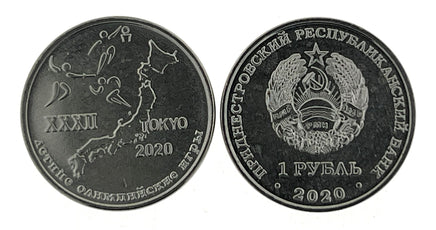 XXXII
TOKYO
2020
ЛЕТНИЕ ОЛИМПИЙСКИЕ ИГРЫ
ПРИДНЕСТРОВСКИЙ РЕСПУБЛИКАНСКИЙ БАНК
1 РУБЛЬ
2020